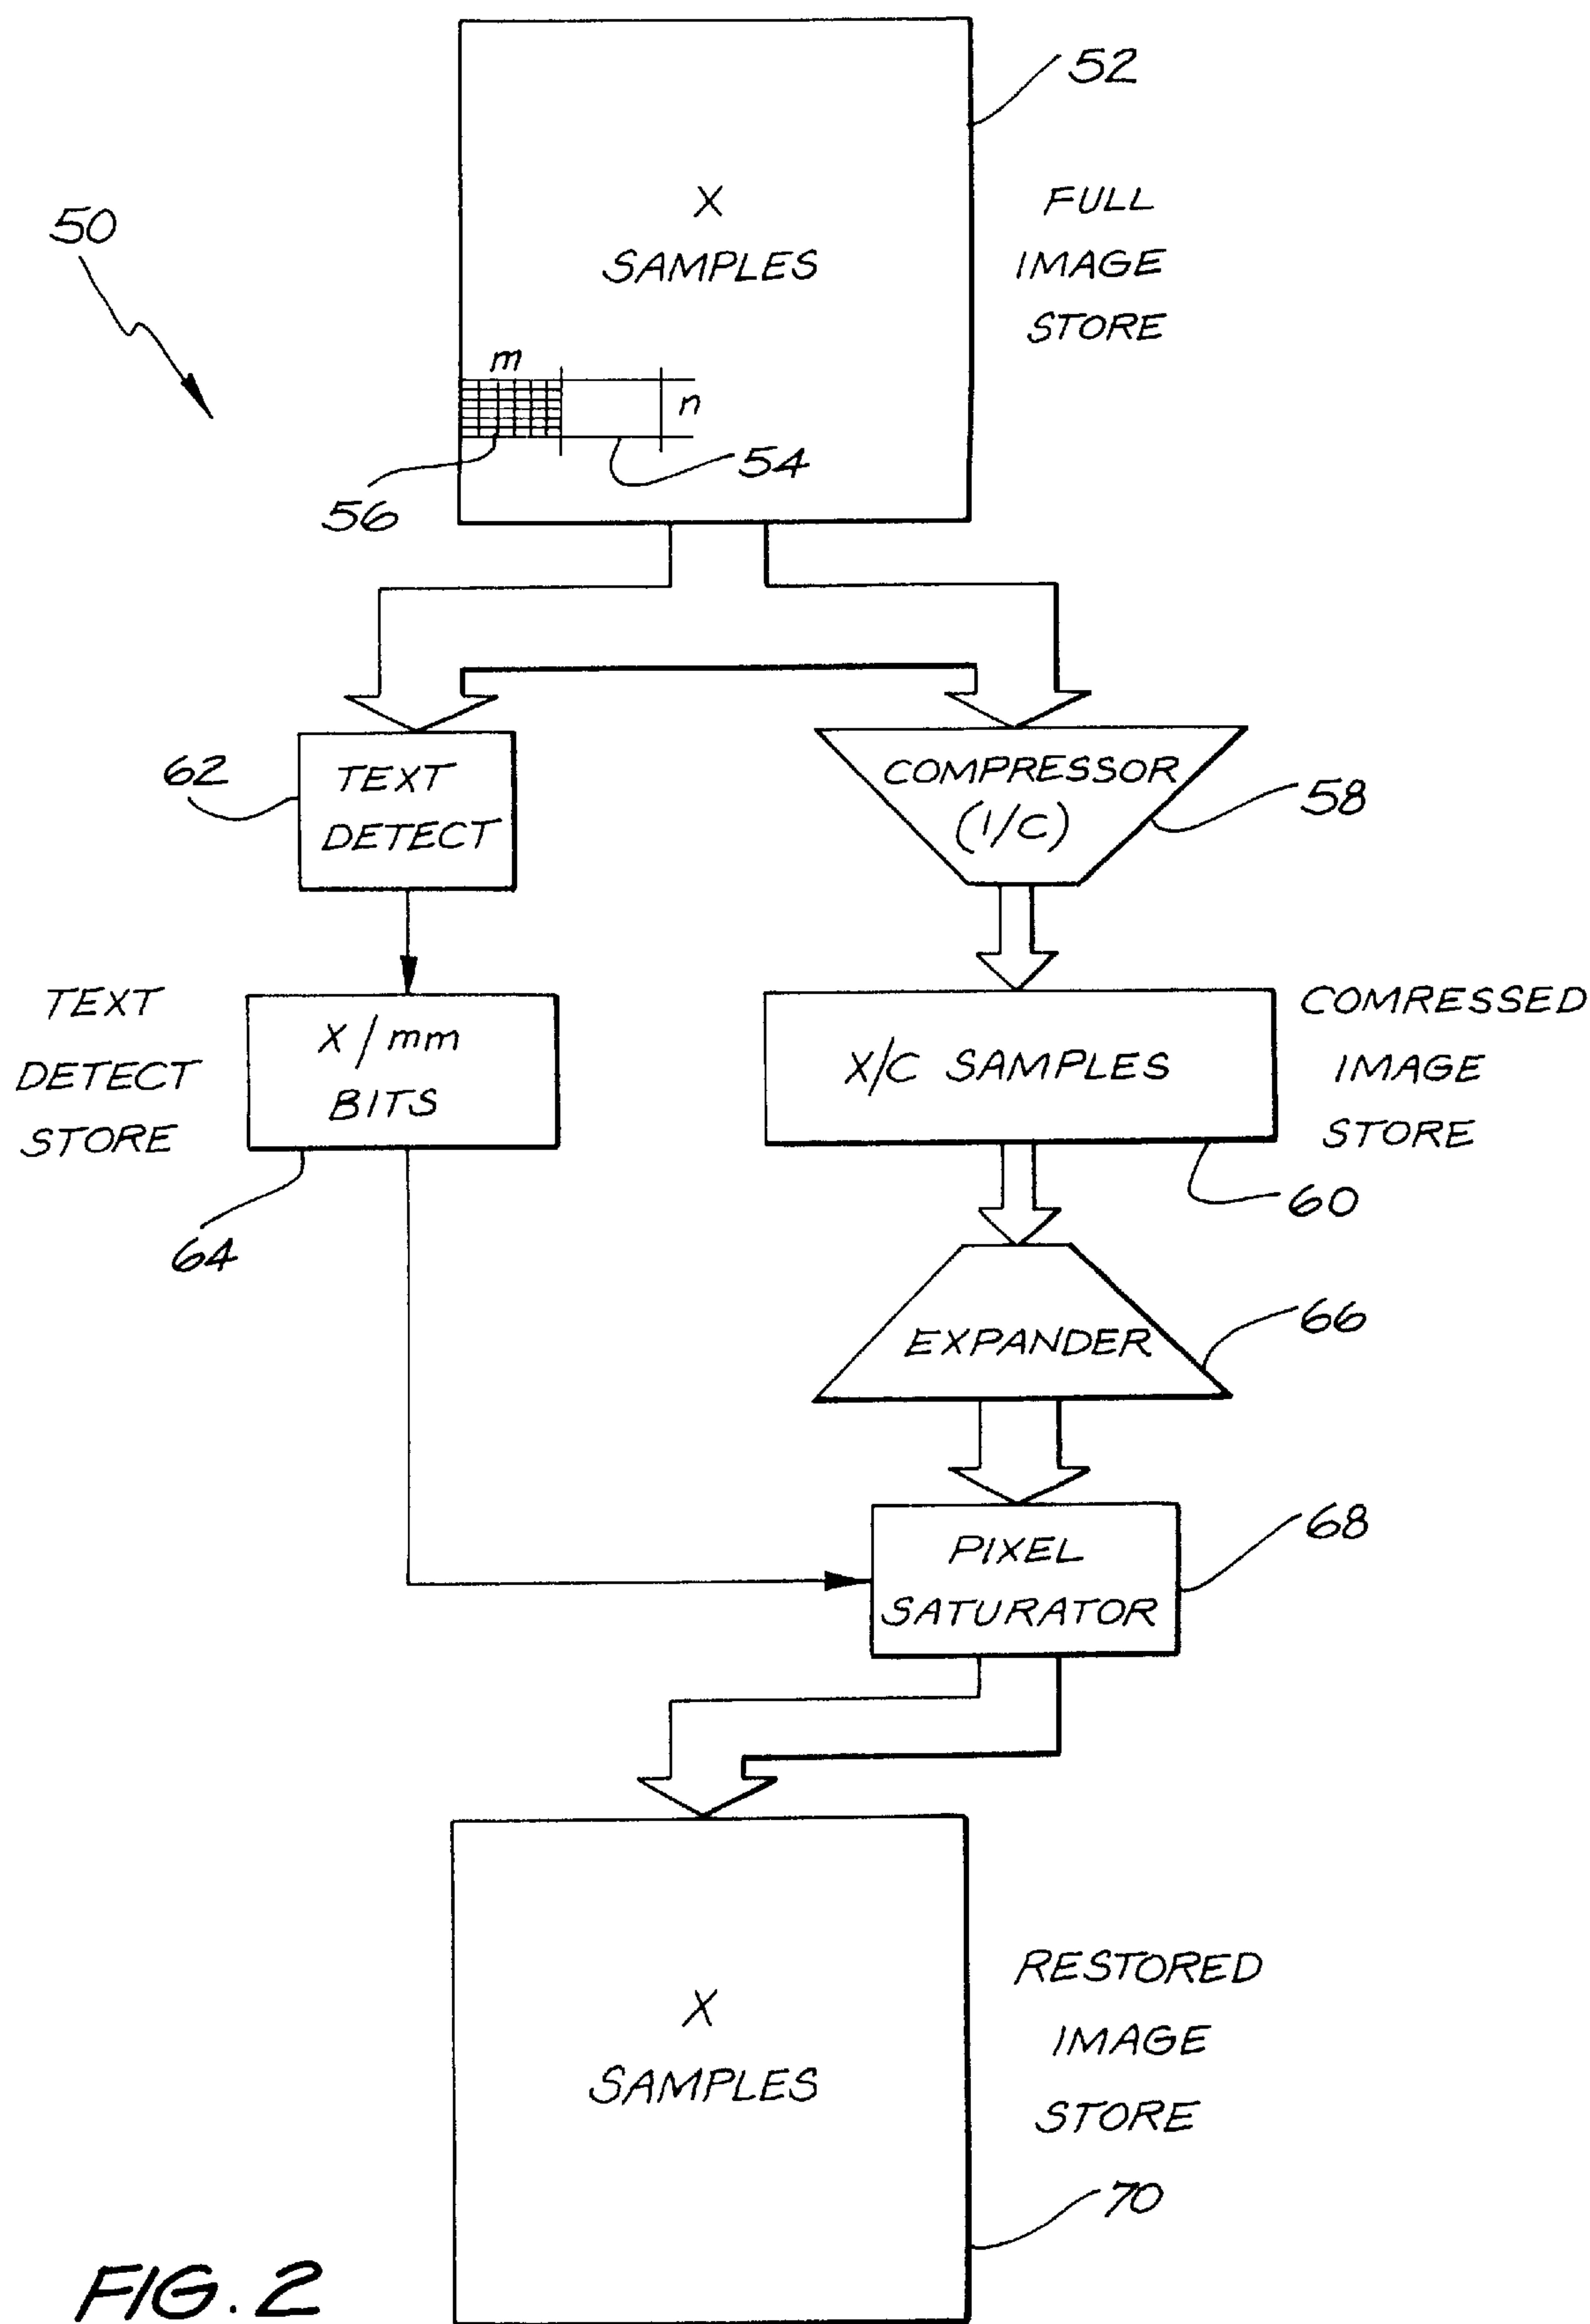 52
X
SAMPLES
FULL
IMAGE
STORE
50
m
n
54
56
62
TEXT
DETECT
COMPRESSOR
(1/C)
58
TEXT
DETECT
STORE
X/mm
BITS
64
X/C SAMPLES
COMRESSED
IMAGE
STORE
60
EXPANDER
66
PIXEL
SATURATOR
68
X
SAMPLES
RESTORED
IMAGE
STORE
70
FIG. 2